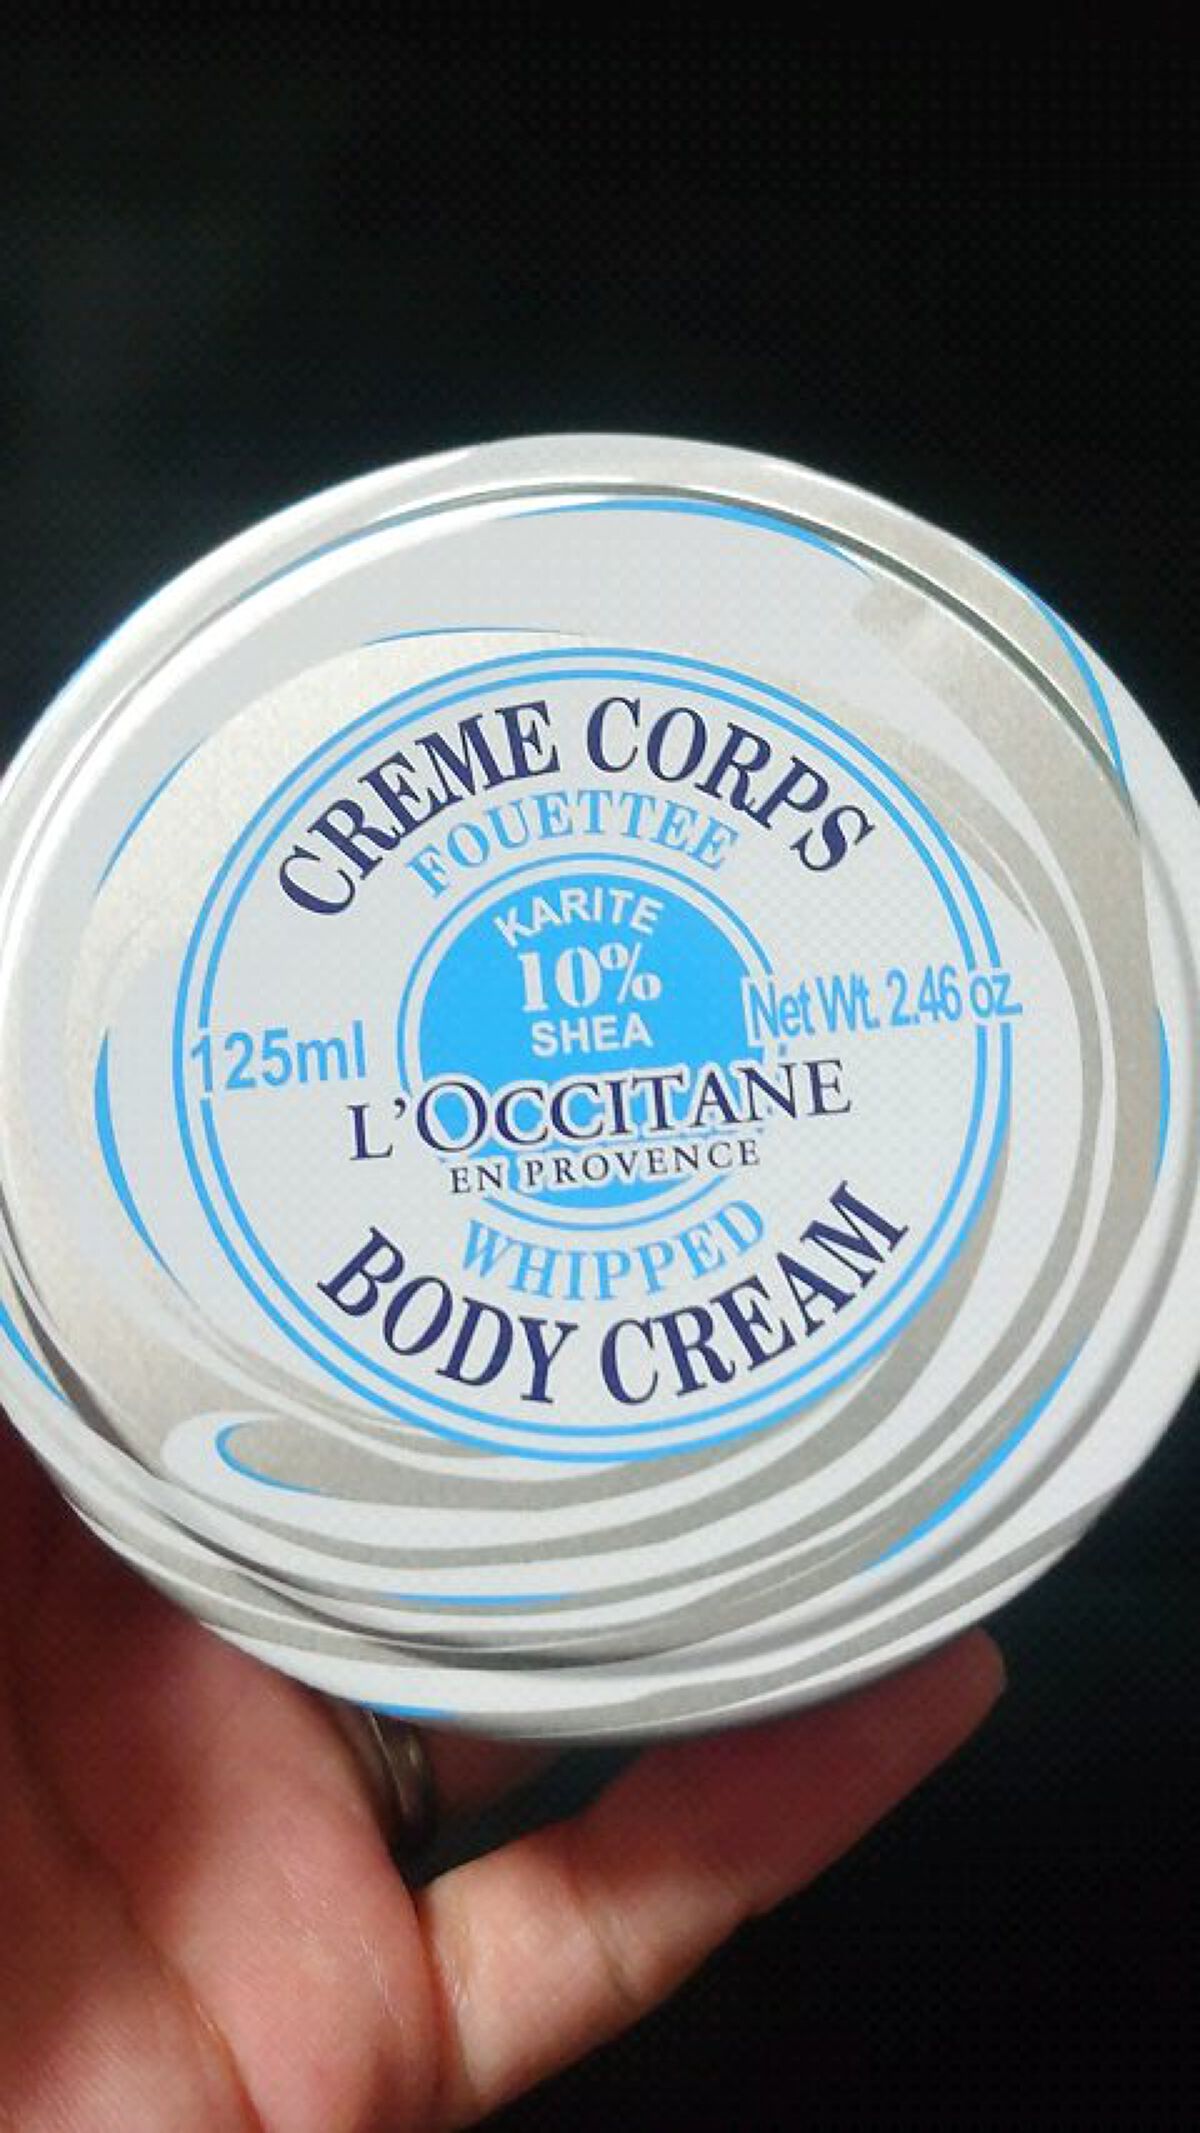 CREME CORPS
FOUETTEE
KARITE
10%
SHEA
125ml
Net Wt. 2.46 oz.
L'OCCITANE
EN PROVENCE
WHIPPED
BODY CREAM